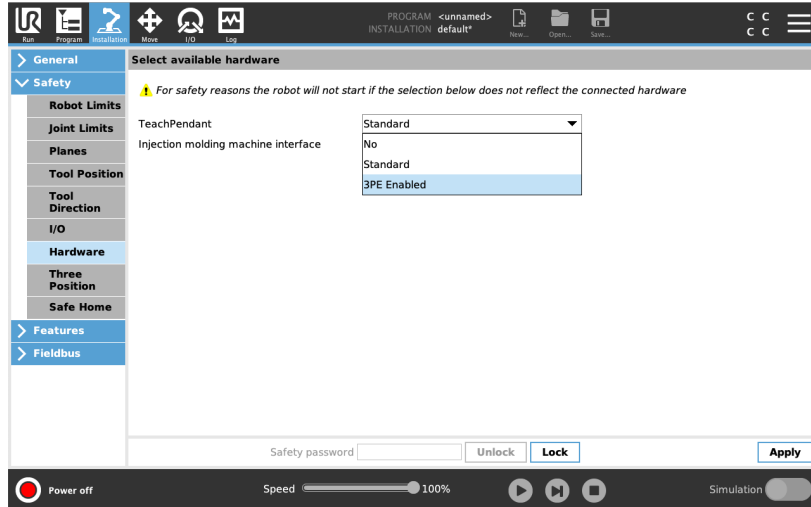 UR
PROGRAM <unnamed>
INSTALLATION default*
C C
C C
Run Program Installation Move I/O Log New... Open... Save...
General
Safety
Robot Limits
Joint Limits
Planes
Tool Position
Tool
Direction
I/O
Hardware
Three
Position
Safe Home
Features
Fieldbus
Select available hardware
For safety reasons the robot will not start if the selection below does not reflect the connected hardware
TeachPendant Standard
Injection molding machine interface No
Standard
3PE Enabled
Safety password Unlock Lock Apply
Power off Speed 100% Simulation